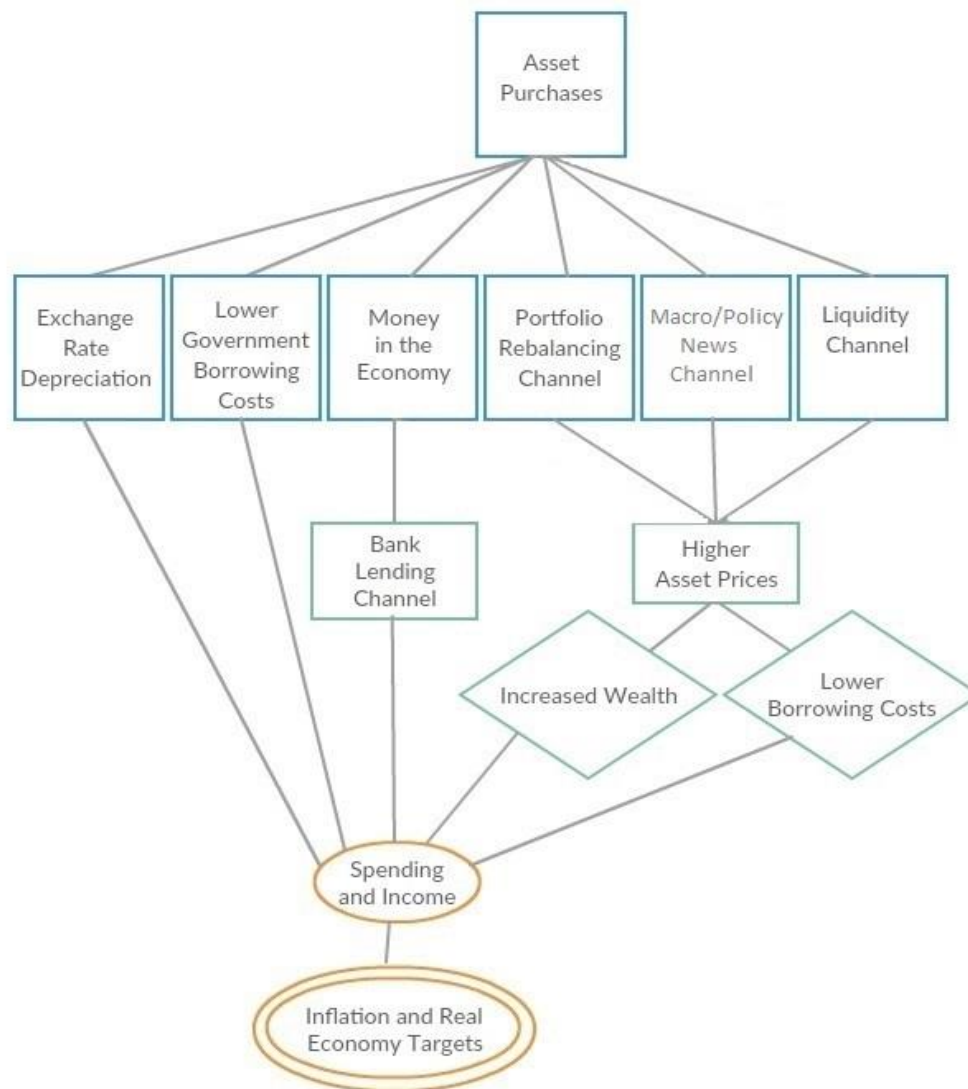 Asset
Purchases
Exchange
Rate
Depreciation
Lower
Government
Borrowing
Costs
Money
in the
Economy
Portfolio
Rebalancing
Channel
Macro/Policy
News
Channel
Liquidity
Channel
Bank
Lending
Channel
Higher
Asset Prices
Increased Wealth
Lower
Borrowing Costs
Spending
and Income
Inflation and Real
Economy Targets